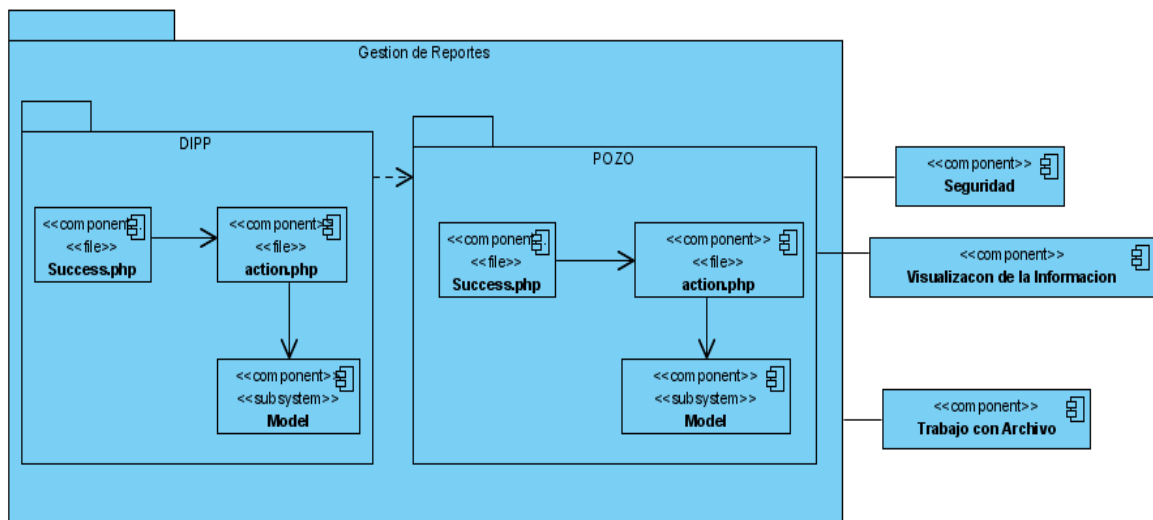 Gestion de Reportes
DIPP
<<component>>
<<file>>
Success.php
<<component>>
<<file>>
action.php
<<component>>
<<subsystem>>
Model
POZO
<<component...
<<file>>
Success.php
<<component>>
<<file>>
action.php
<<component>>
<<subsystem>>
Model
<<component>>
Seguridad
<<component>>
Visualizacon de la Informacion
<<component>>
Trabajo con Archivo